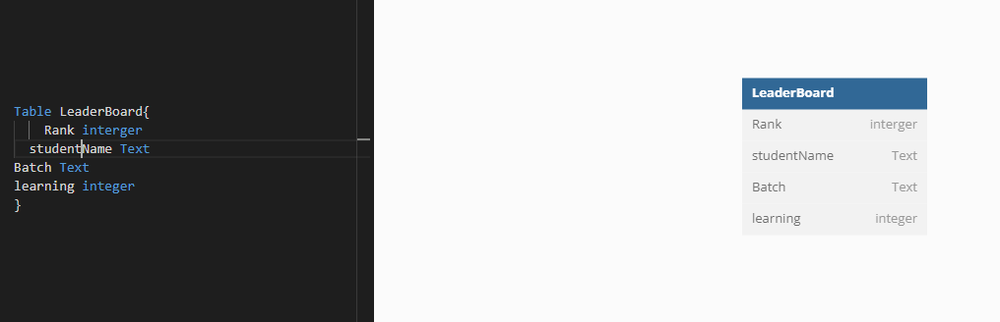 Table LeaderBoard{
Rank interger
studentName Text
Batch Text
learning integer
}
LeaderBoard
Rank interger
studentName Text
Batch Text
learning integer